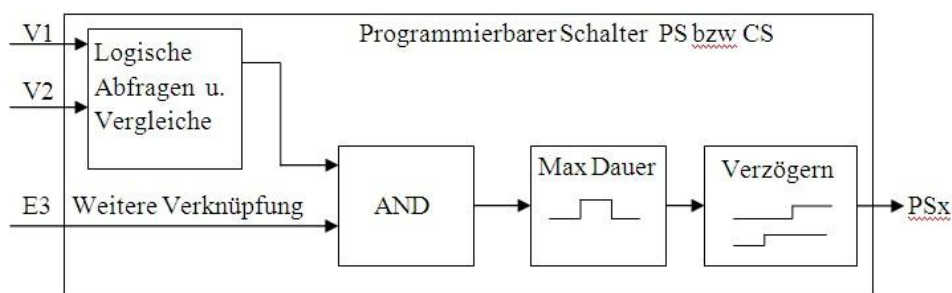 V1
Programmierbarer Schalter PS bzw CS
Logische
Abfragen u.
Vergleiche
V2
Max Dauer
Verzögern
E3
Weitere Verknüpfung
AND
PSx